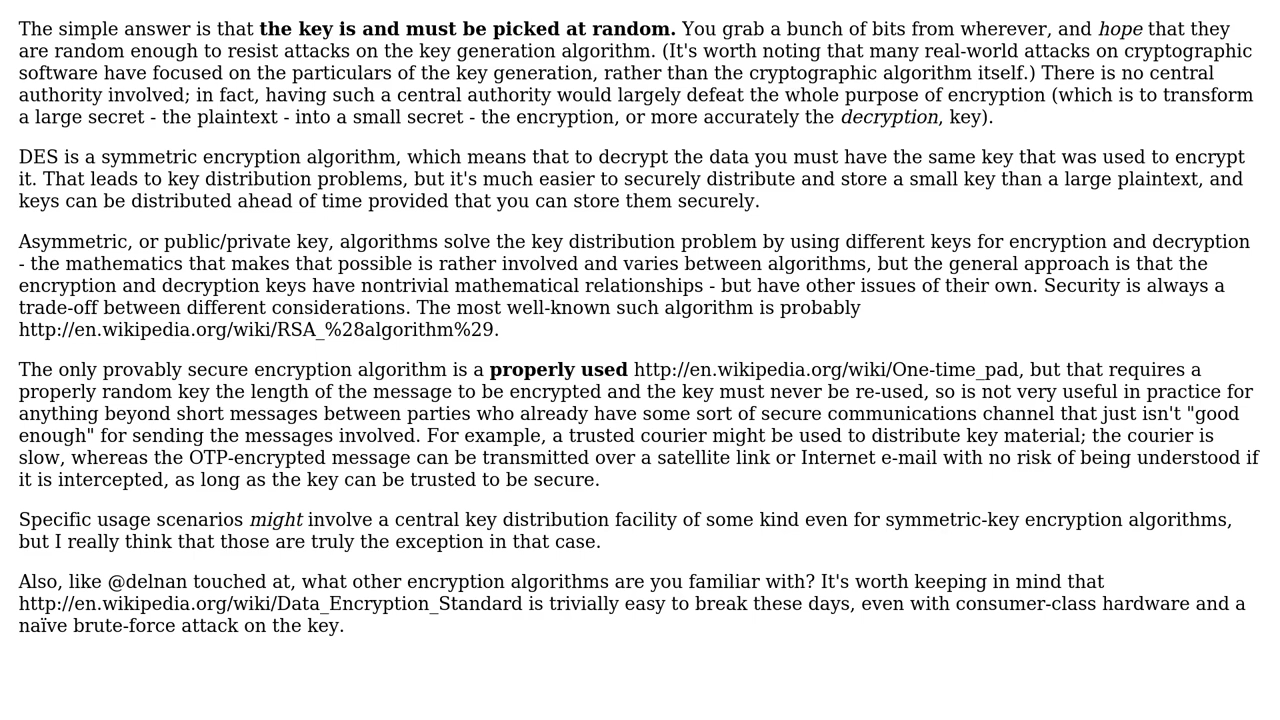 The simple answer is that the key is and must be picked at random. You grab a bunch of bits from wherever, and hope that they
are random enough to resist attacks on the key generation algorithm. (It's worth noting that many real-world attacks on cryptographic
software have focused on the particulars of the key generation, rather than the cryptographic algorithm itself.) There is no central
authority involved; in fact, having such a central authority would largely defeat the whole purpose of encryption (which is to transform
a large secret - the plaintext - into a small secret - the encryption, or more accurately the decryption, key).
DES is a symmetric encryption algorithm, which means that to decrypt the data you must have the same key that was used to encrypt
it. That leads to key distribution problems, but it's much easier to securely distribute and store a small key than a large plaintext, and
keys can be distributed ahead of time provided that you can store them securely.
Asymmetric, or public/private key, algorithms solve the key distribution problem by using different keys for encryption and decryption
- the mathematics that makes that possible is rather involved and varies between algorithms, but the general approach is that the
encryption and decryption keys have nontrivial mathematical relationships - but have other issues of their own. Security is always a
trade-off between different considerations. The most well-known such algorithm is probably
http://en.wikipedia.org/wiki/RSA_%28algorithm%29.
The only provably secure encryption algorithm is a properly used http://en.wikipedia.org/wiki/One-time_pad, but that requires a
properly random key the length of the message to be encrypted and the key must never be re-used, so is not very useful in practice for
anything beyond short messages between parties who already have some sort of secure communications channel that just isn't "good
enough" for sending the messages involved. For example, a trusted courier might be used to distribute key material; the courier is
slow, whereas the OTP-encrypted message can be transmitted over a satellite link or Internet e-mail with no risk of being understood if
it is intercepted, as long as the key can be trusted to be secure.
Specific usage scenarios might involve a central key distribution facility of some kind even for symmetric-key encryption algorithms,
but I really think that those are truly the exception in that case.
Also, like @delnan touched at, what other encryption algorithms are you familiar with? It's worth keeping in mind that
http://en.wikipedia.org/wiki/Data_Encryption_Standard is trivially easy to break these days, even with consumer-class hardware and a
naïve brute-force attack on the key.